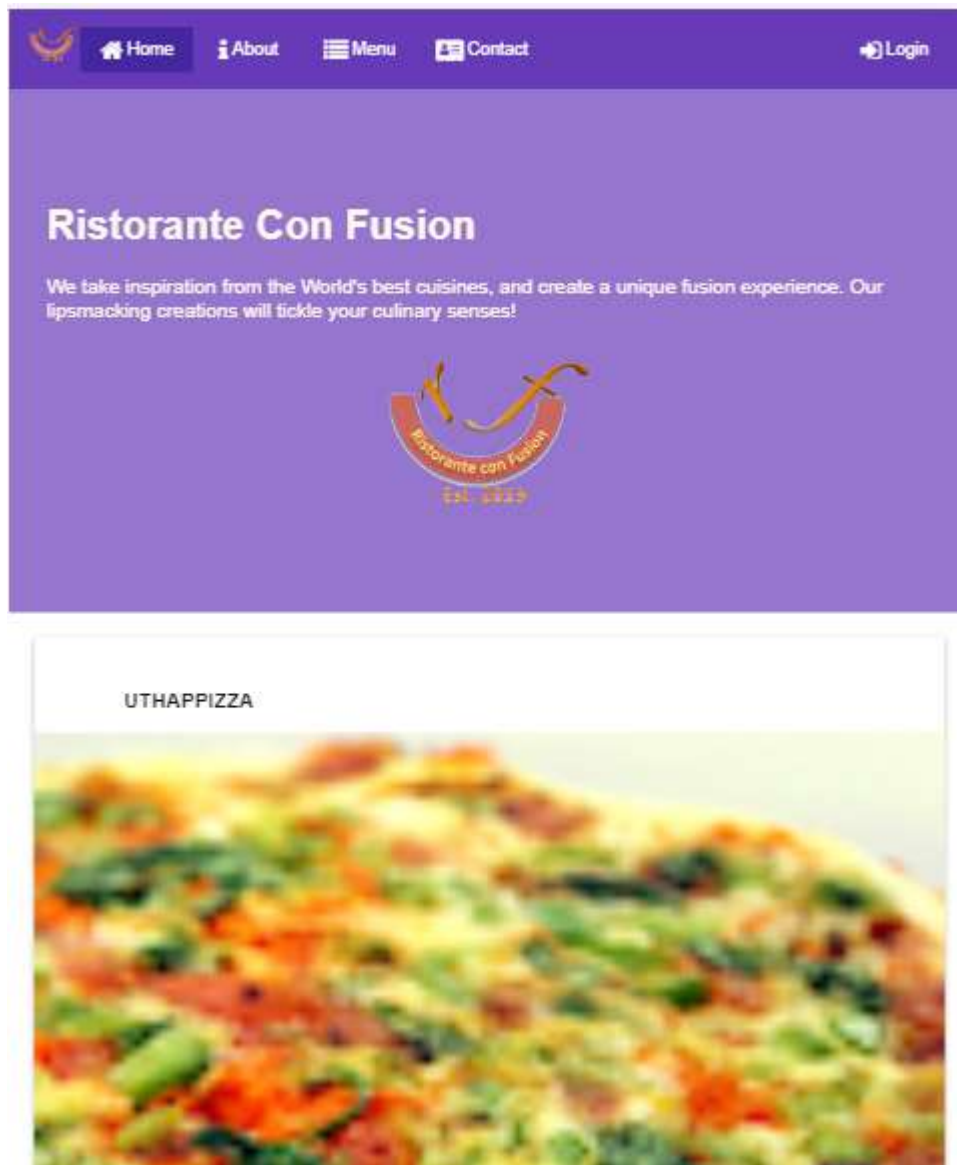 Home About Menu Contact Login
Ristorante Con Fusion
We take inspiration from the World's best cuisines, and create a unique fusion experience. Our
lipsmacking creations will tickle your culinary senses!
Ristorante con Fusion
Est.
UTHAPPIZZA